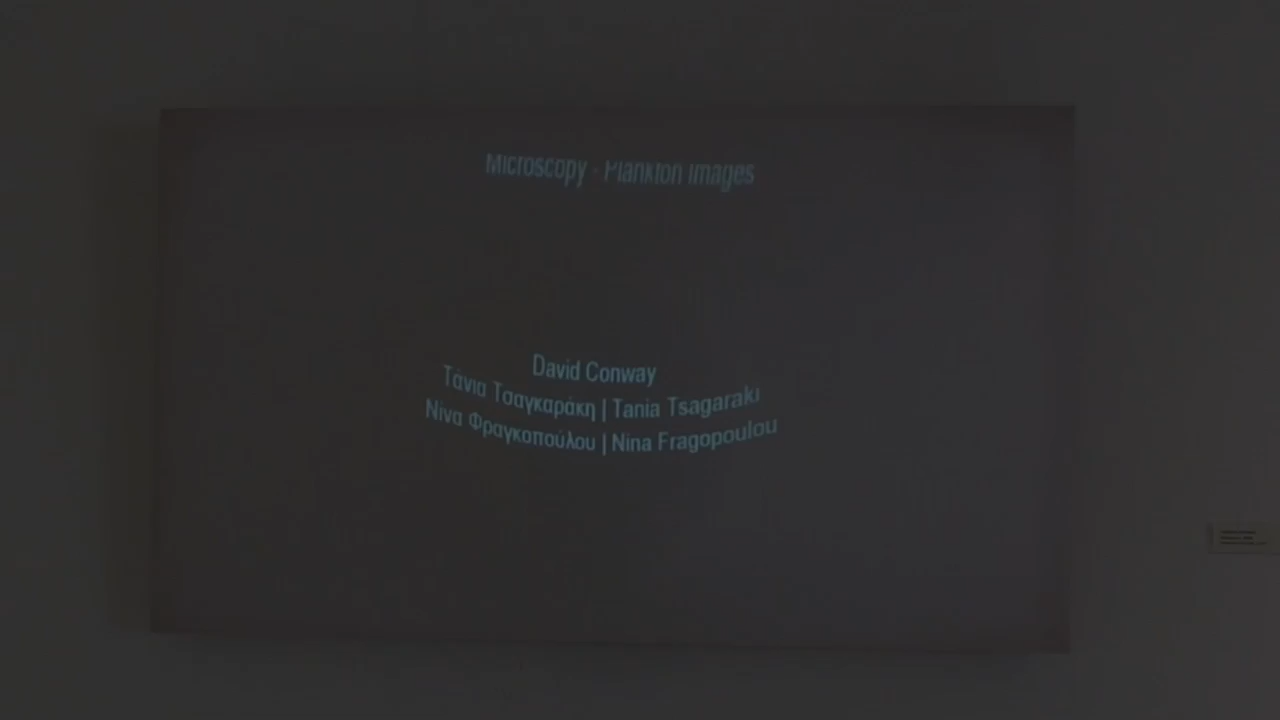 Microscopy - Plankton Images
David Conway
Τάνια Τσαγκαράκη | Tania Tsagaraki
Νίνα Φραγκοπούλου | Nina Fragopoulou